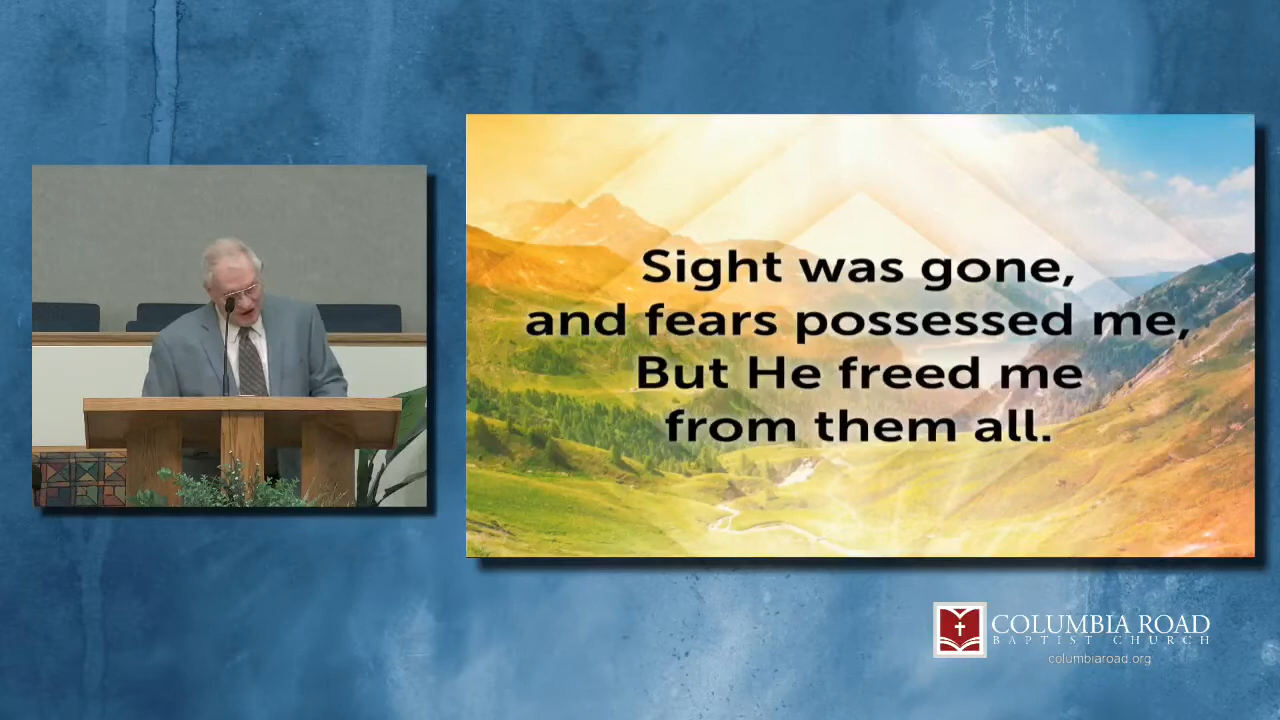 Sight was gone,
and fears possessed me,
But He freed me
from them all.
COLUMBIA ROAD
BAPTIST CHURCH
columbiaroad.org